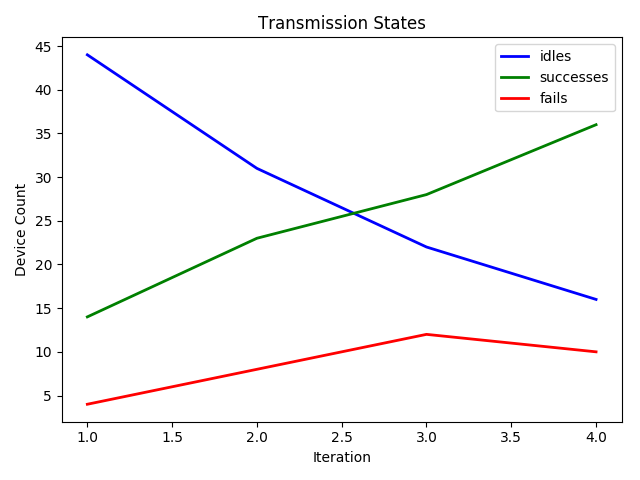 Transmission States
idles
successes
fails
45
40
35
30
25
20
15
10
5
Device Count
1.0 1.5 2.0 2.5 3.0 3.5 4.0
Iteration